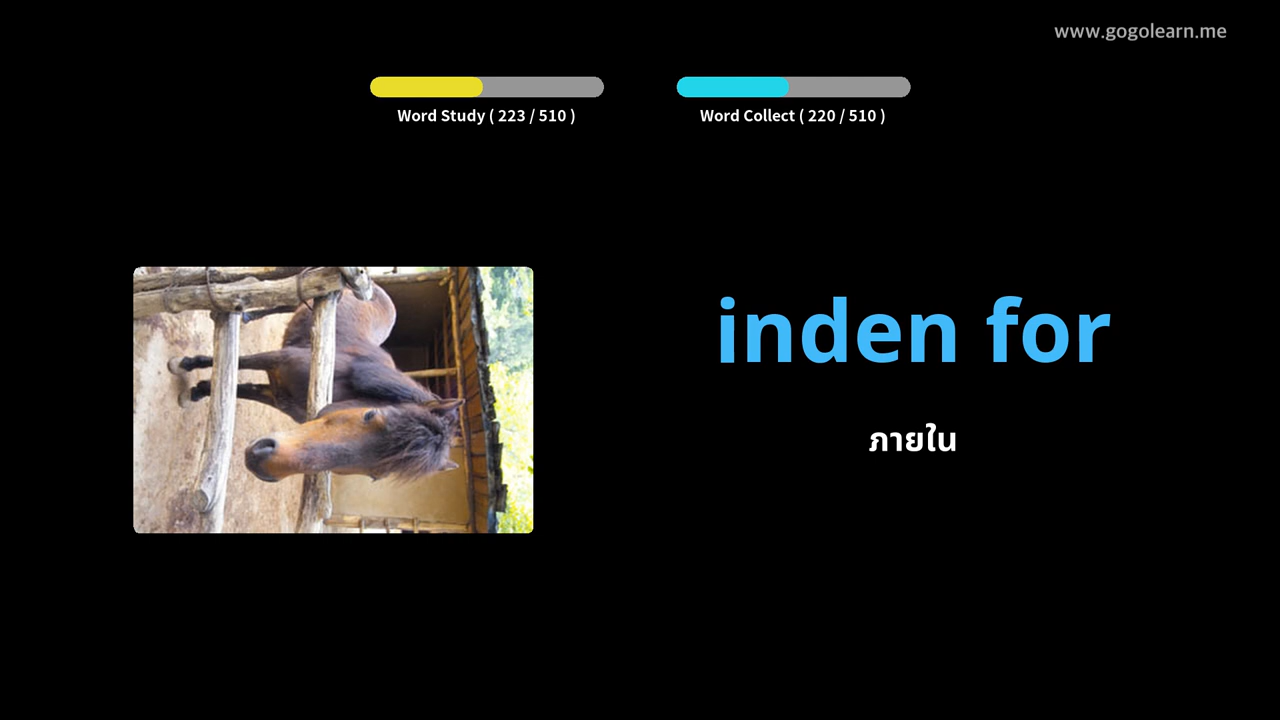 www.gogolearn.me
Word Study ( 223 / 510 )
Word Collect ( 220 / 510 )
inden for
ภายใน